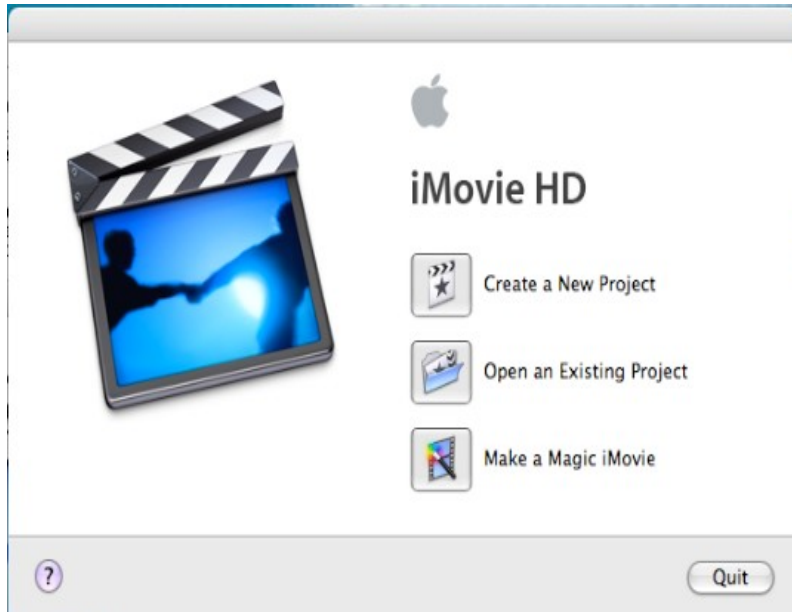 iMovie HD
Create a New Project
Open an Existing Project
Make a Magic iMovie
?
Quit